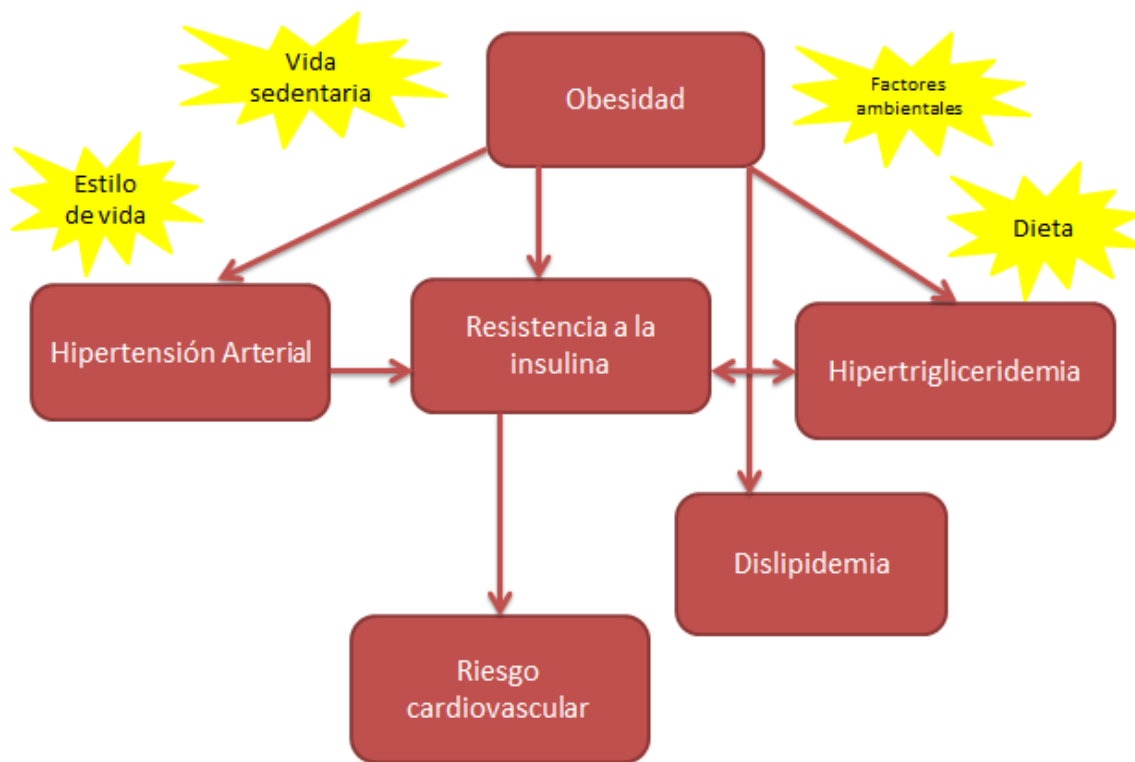 Vida
sedentaria
Obesidad
Factores
ambientales
Estilo
de vida
Dieta
Hipertensión Arterial
Resistencia a la
insulina
Hipertrigliceridemia
Dislipidemia
Riesgo
cardiovascular